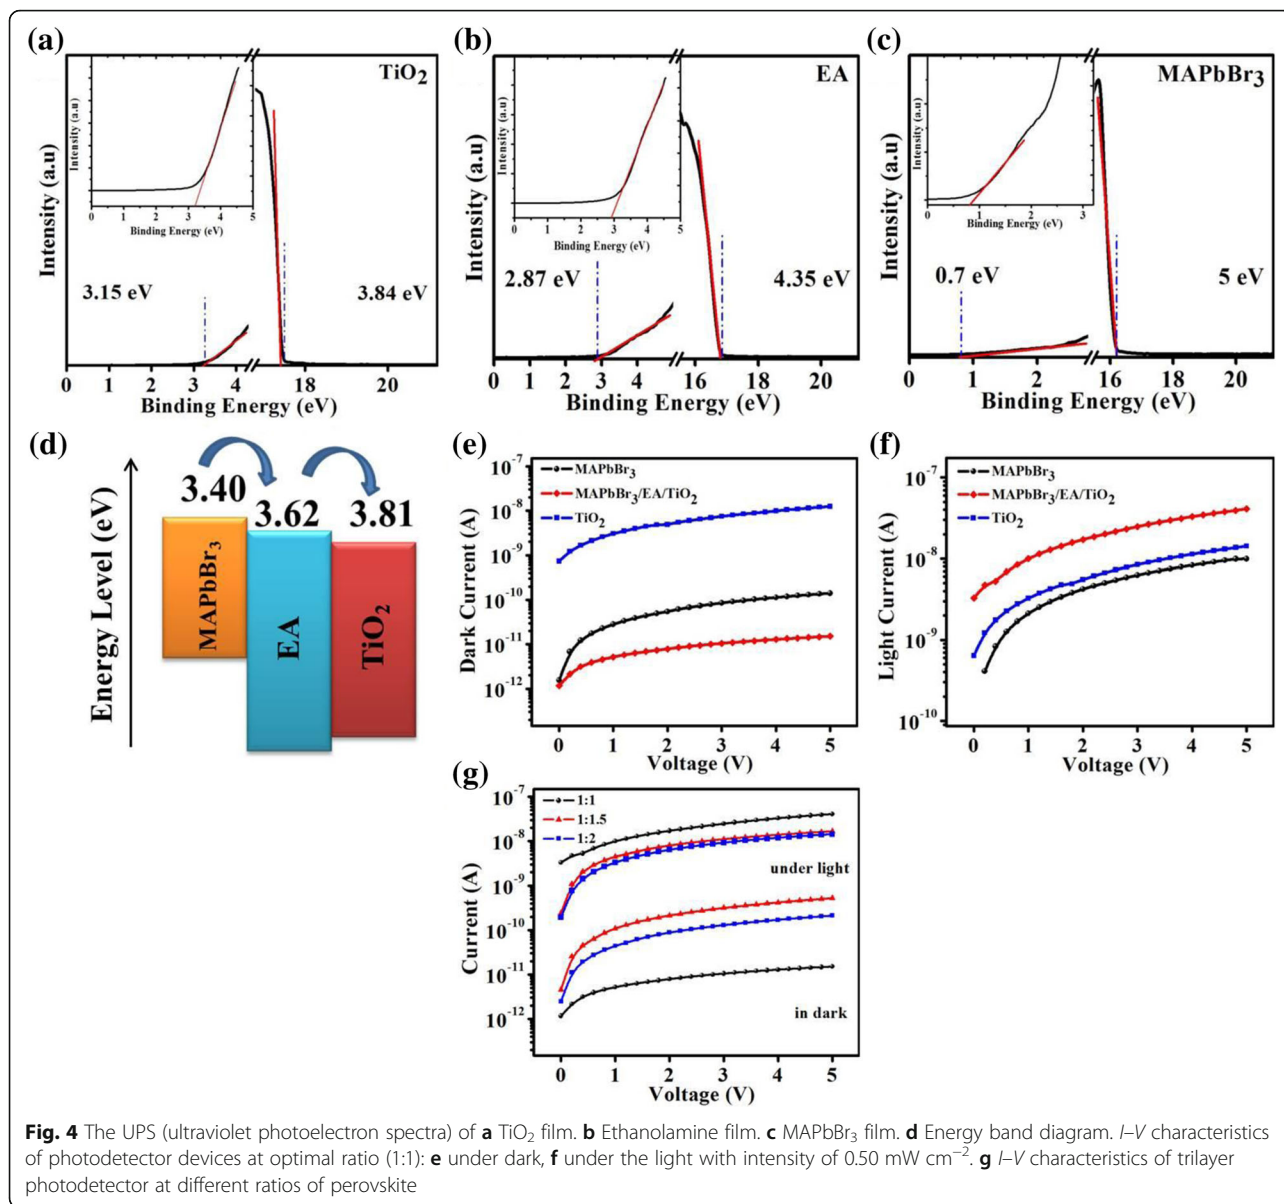 (a)
TiO₂
Intensity (a.u)
Intensity (a.u)
0 1 2 3 4 5
Binding Energy (eV)
3.15 eV
3.84 eV
0 1 2 3 4 18 20
Binding Energy (eV)
(b)
EA
Intensity (a.u)
Intensity (a.u)
0 1 2 3 4 5
Binding Energy (eV)
2.87 eV
4.35 eV
0 1 2 3 4 5 16 18 20
Binding Energy (eV)
(c)
MAPbBr₃
Intensity (a.u)
Intensity (a.u)
0 1 2 3
Binding Energy (eV)
0.7 eV
5 eV
0 1 2 16 18 20
Binding Energy (eV)
(d)
Energy Level (eV)
3.40
3.62
3.81
MAPbBr₃
EA
TiO₂
(e)
Dark Current (A)
10⁻⁷
10⁻⁸
10⁻⁹
10⁻¹⁰
10⁻¹¹
10⁻¹²
MAPbBr₃
MAPbBr₃/EA/TiO₂
TiO₂
0 1 2 3 4 5
Voltage (V)
(f)
Light Current (A)
10⁻⁷
10⁻⁸
10⁻⁹
10⁻¹⁰
MAPbBr₃
MAPbBr₃/EA/TiO₂
TiO₂
0 1 2 3 4 5
Voltage (V)
(g)
Current (A)
10⁻⁷
10⁻⁸
10⁻⁹
10⁻¹⁰
10⁻¹¹
10⁻¹²
1:1
1:1.5
1:2
under light
in dark
0 1 2 3 4 5
Voltage (V)
Fig. 4 The UPS (ultraviolet photoelectron spectra) of a TiO₂ film. b Ethanolamine film. c MAPbBr₃ film. d Energy band diagram. I–V characteristics
of photodetector devices at optimal ratio (1:1): e under dark, f under the light with intensity of 0.50 mW cm⁻². g I–V characteristics of trilayer
photodetector at different ratios of perovskite